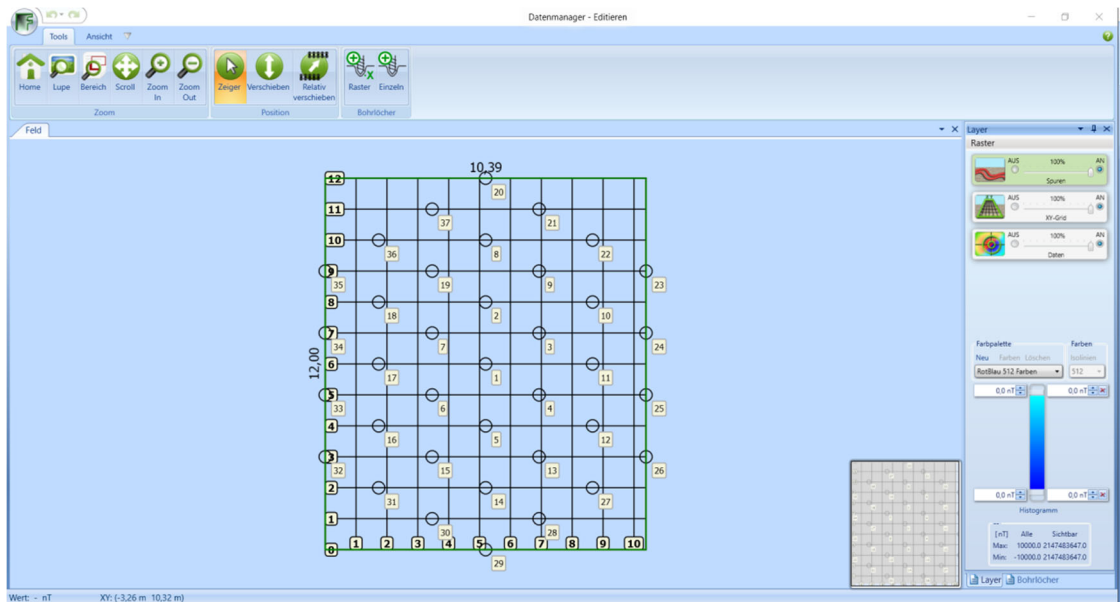 Datenmanager - Editieren
Tools Ansicht
Home Lupe Bereich Scroll Zoom In Zoom Out Zeiger Verschieben Relativ verschieben Raster Einzeln
Zoom Position Bohrlöcher
Feld
Layer
Raster
AUS 100% AN
Spuren
AUS 100% AN
XY-Grid
AUS 100% AN
Daten
10,39
12
20
11
37 21
10
36 8 22
9
35 19 9 23
8
18 2 10
7
34 7 3 24
12,00
6
17 1 11
5
33 6 4 25
4
16 5 12
3
32 15 13 26
2
31 14 27
1
30 28
0 1 2 3 4 5 6 7 8 9 10
29
Farbpalette Farben
Neu Farben Löschen Isolinien
RotBlau 512 Farben 512
0,0 nT 0,0 nT
0,0 nT 0,0 nT
Histogramm
[nT] Alle Sichtbar
Max: 10000.0 2147483647.0
Min: -10000.0 2147483647.0
Layer Bohrlöcher
Wert: - nT XY: (-3,26 m 10,32 m)